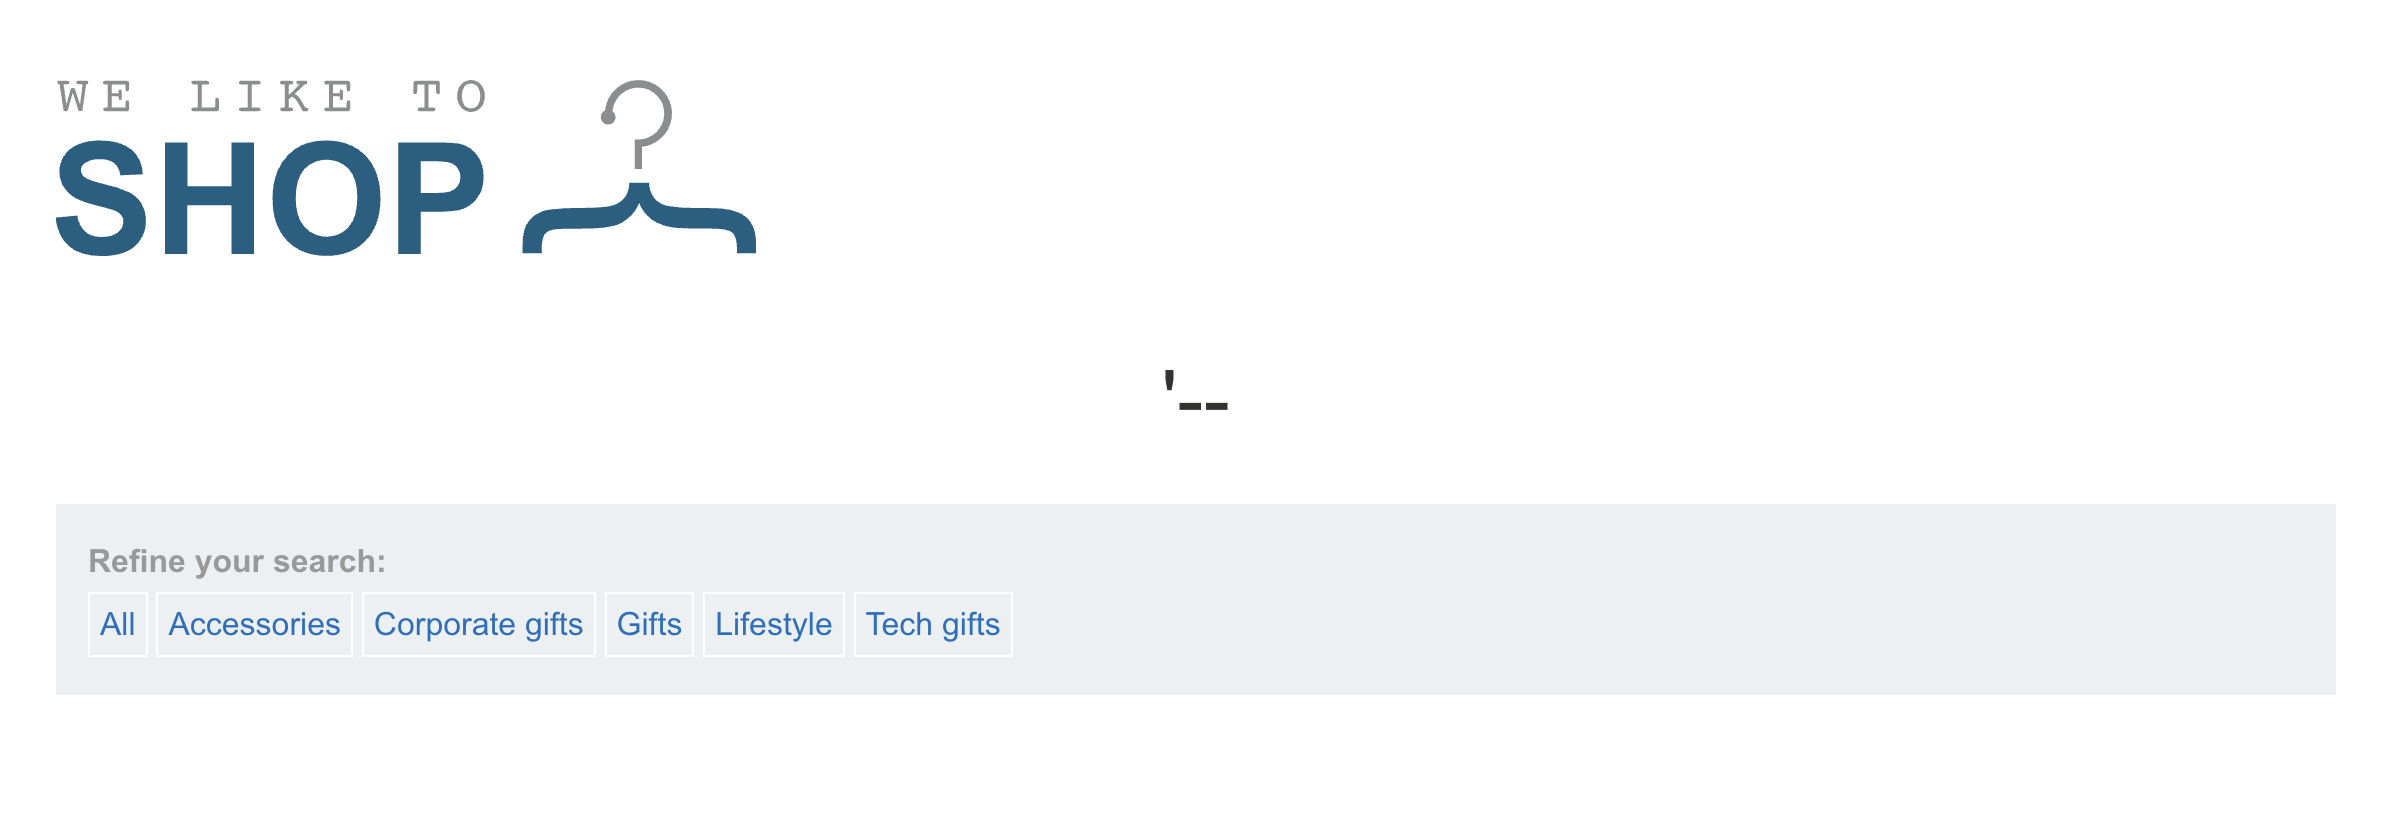 WE LIKE TO
SHOP
'--
Refine your search:
All Accessories Corporate gifts Gifts Lifestyle Tech gifts